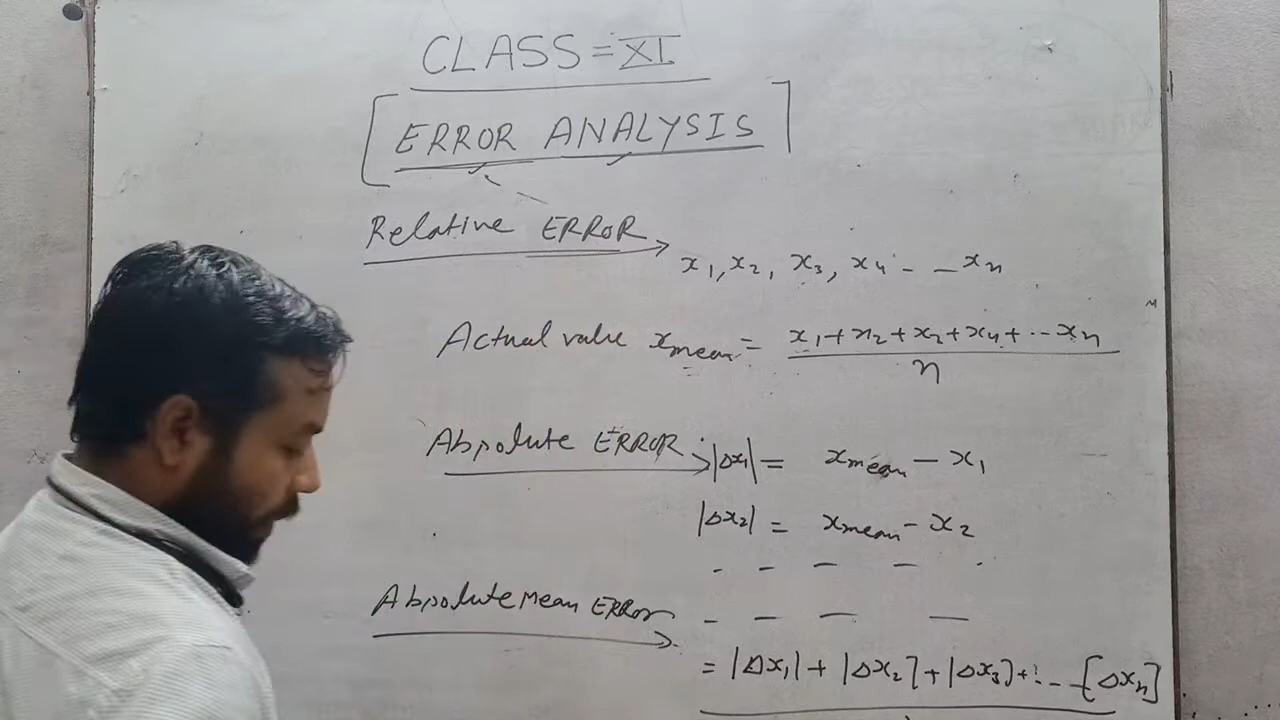 CLASS = XI
[ERROR ANALYSIS]
Relative ERROR → x₁, x₂, x₃, x₄ - - xₙ
Actual value xmean = (x₁+x₂+x₂+x₄+ -- xₙ) / n
Absolute ERROR → |Δx₁| = xmean - x₁
|Δx₂| = xmean - x₂
- - - - -
Absolute Mean ERROR → - - - -
= |Δx₁| + |Δx₂] + |Δx₃] + - - [Δxₙ]